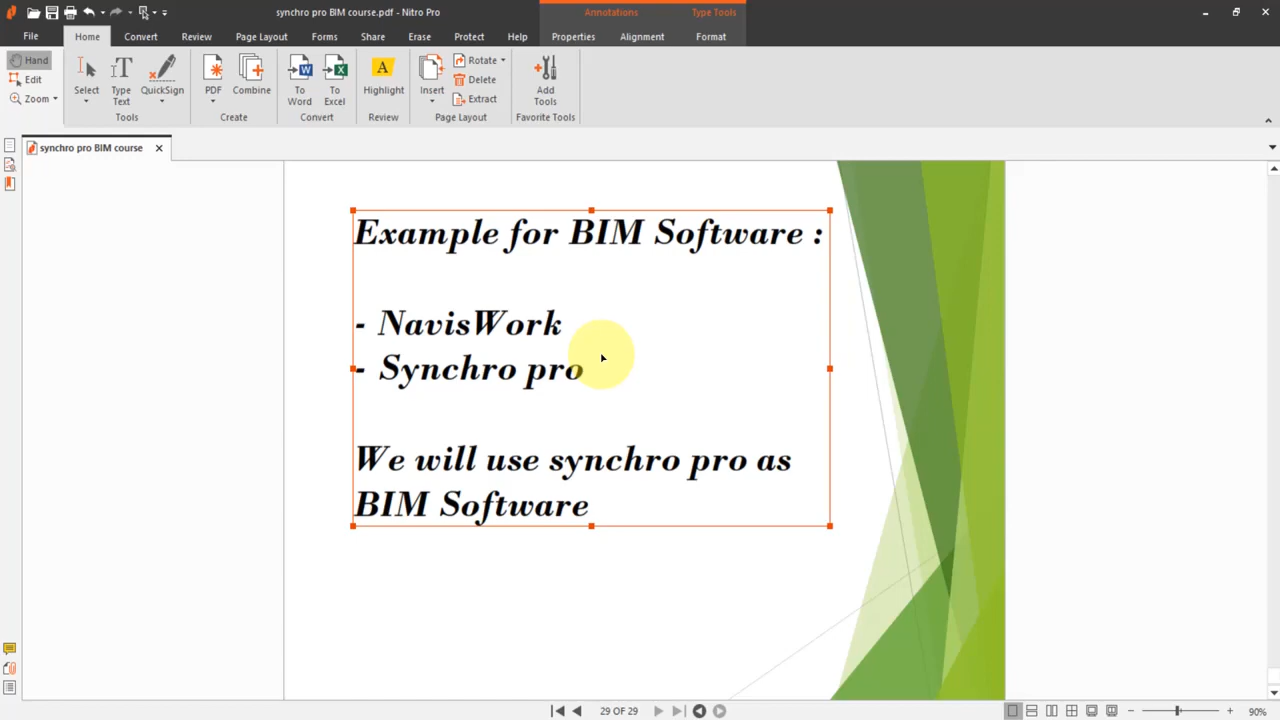 synchro pro BIM course.pdf - Nitro Pro
Annotations
Type Tools
File
Home
Convert
Review
Page Layout
Forms
Share
Erase
Protect
Help
Properties
Alignment
Format
Hand
Edit
Zoom
Select
Type Text
QuickSign
Tools
PDF
Combine
Create
To Word
To Excel
Convert
Highlight
Review
Insert
Rotate
Delete
Extract
Page Layout
Add Tools
Favorite Tools
synchro pro BIM course
Example for BIM Software :
- NavisWork
- Synchro pro
We will use synchro pro as
BIM Software
29 OF 29
90%